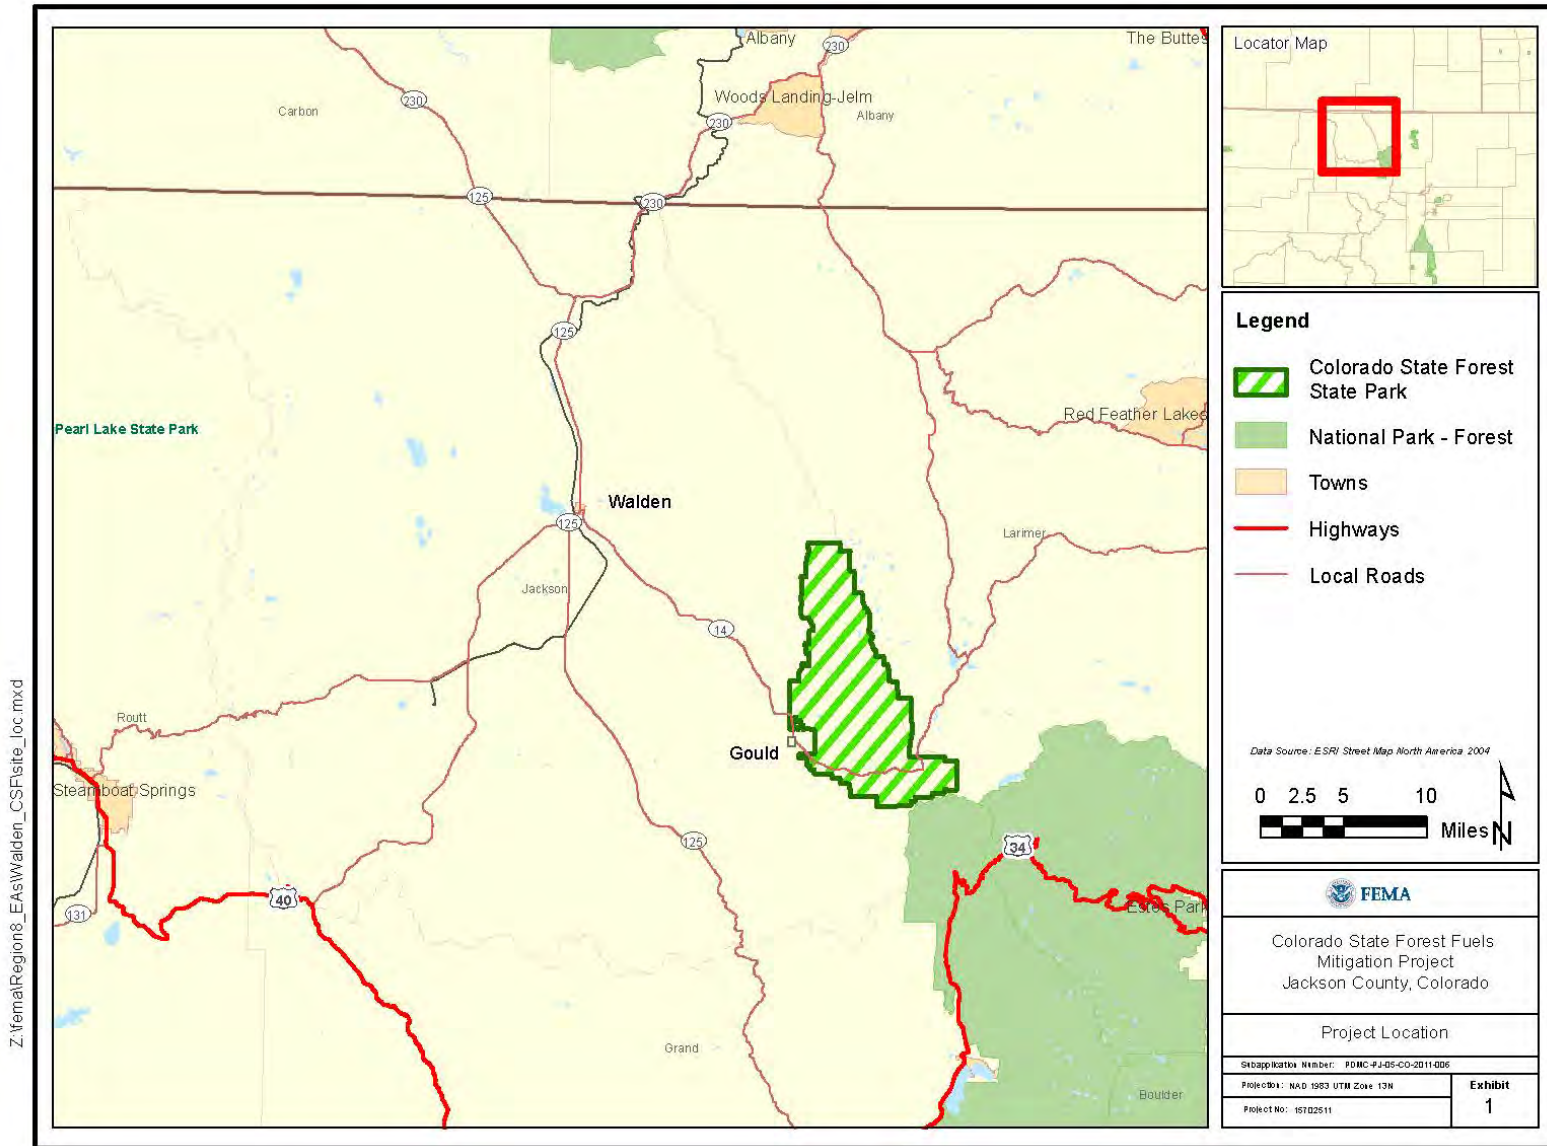 Albany
230
The Buttes
Woods Landing-Jelm
Carbon
230
230
Albany
125
230
125
Pearl Lake State Park
Red Feather Lakes
Walden
125
Larimer
Jackson
14
Routt
Gould
Steamboat Springs
125
34
40
Estes Park
131
Grand
Boulder
Z:\fema\Region8_EAs\Walden_CSF\site_loc.mxd
Locator Map
Legend
Colorado State Forest
State Park
National Park - Forest
Towns
Highways
Local Roads
Data Source: ESRI Street Map North America 2004
0 2.5 5 10
Miles N
FEMA
Colorado State Forest Fuels
Mitigation Project
Jackson County, Colorado
Project Location
Subapplication Number: PDMC-PJ-05-CO-2011-006
Projection: NAD 1983 UTM Zone 13N
Project No: 15702511
Exhibit
1